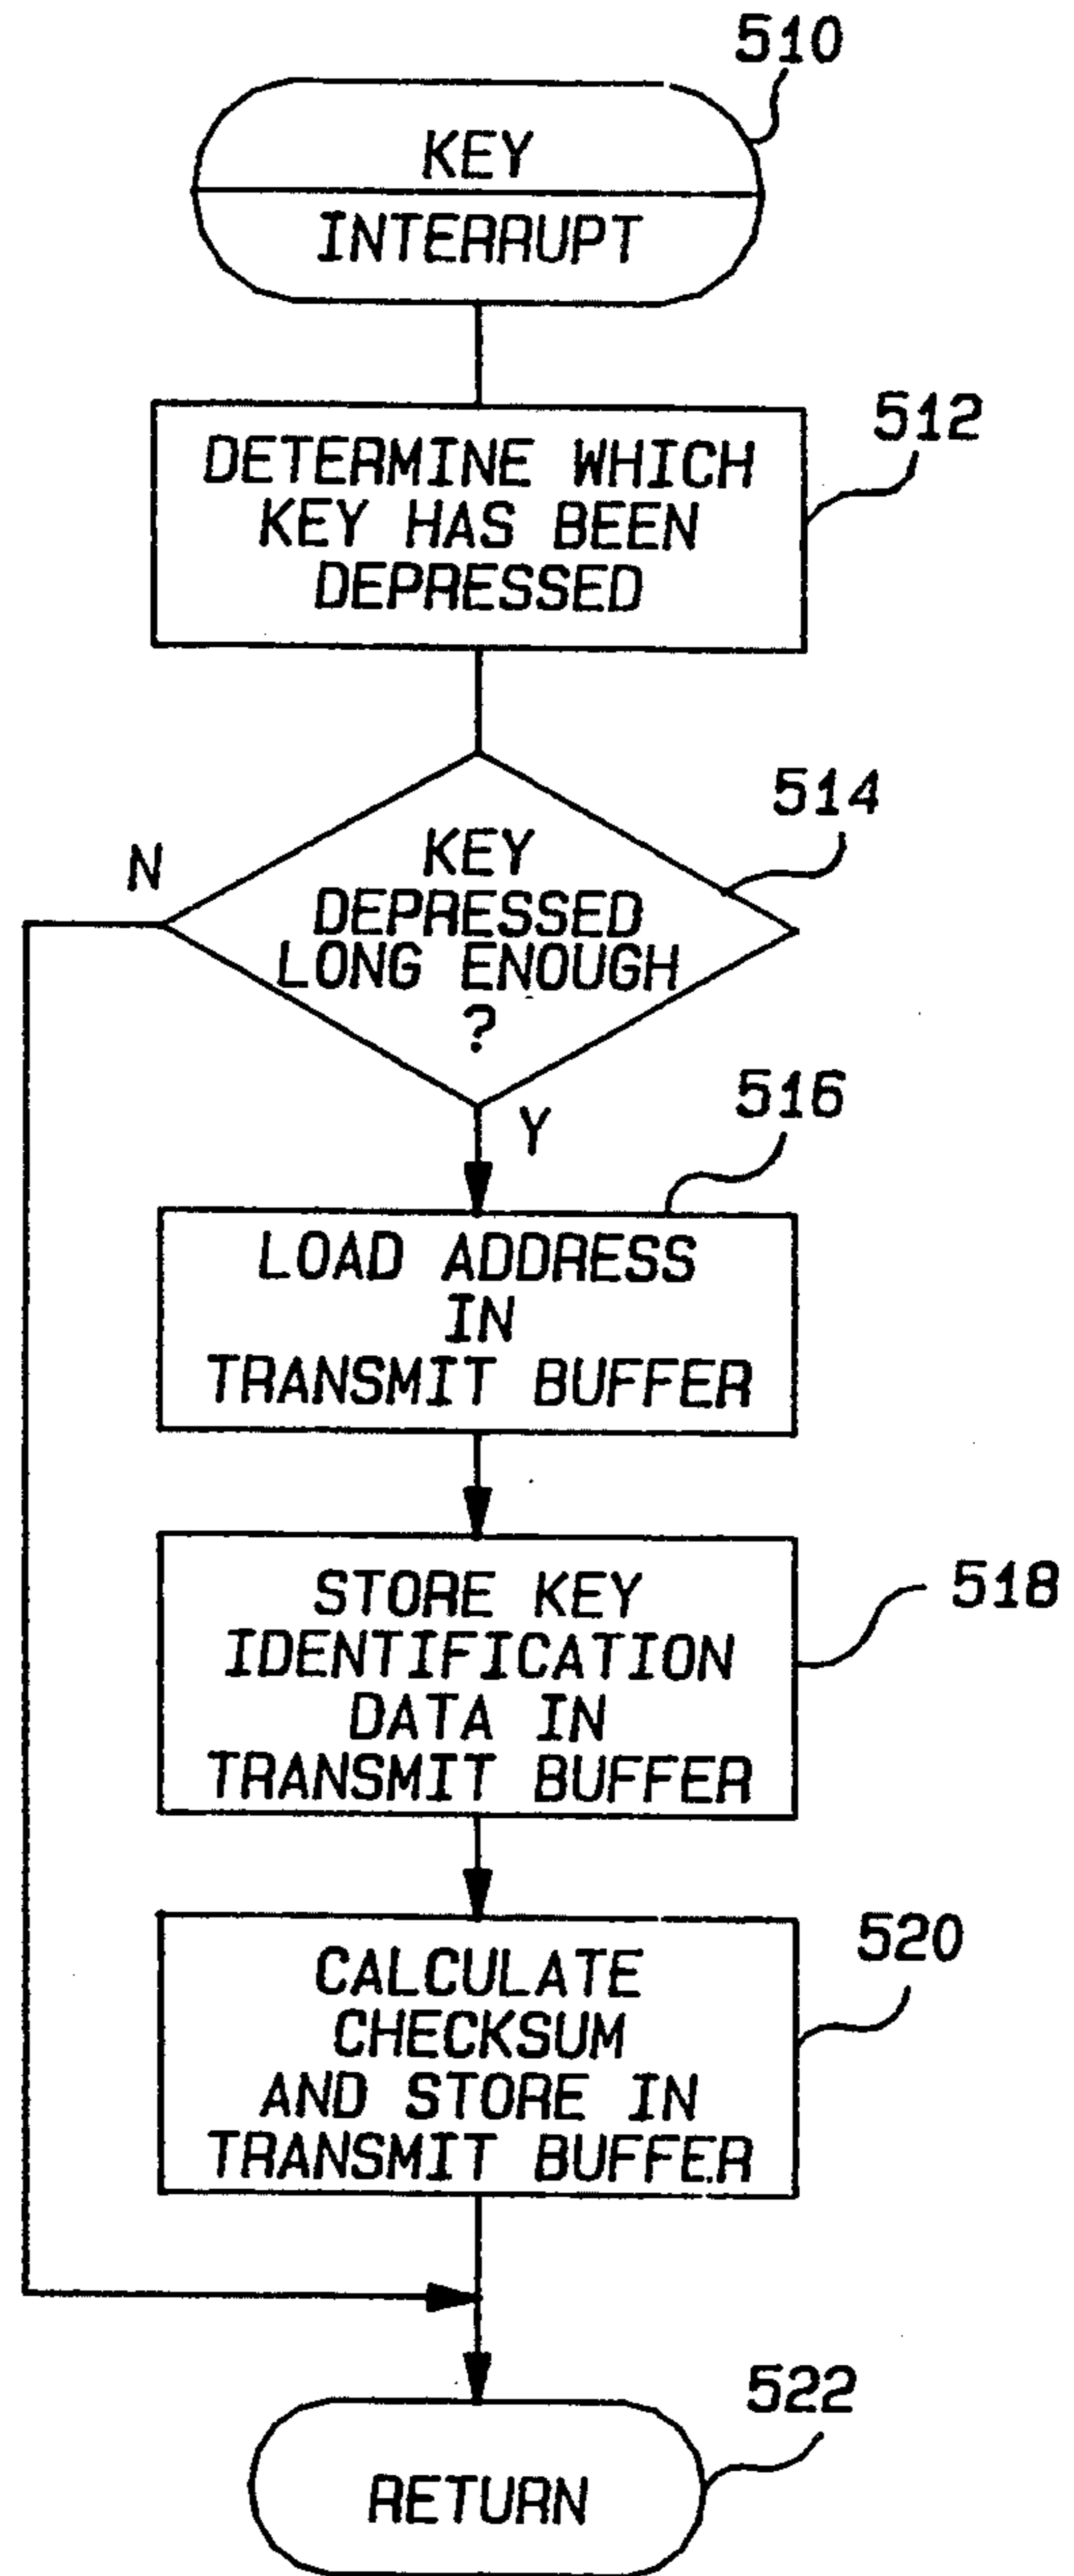 510
KEY
INTERRUPT
512
DETERMINE WHICH
KEY HAS BEEN
DEPRESSED
514
N
KEY
DEPRESSED
LONG ENOUGH
?
Y
516
LOAD ADDRESS
IN
TRANSMIT BUFFER
518
STORE KEY
IDENTIFICATION
DATA IN
TRANSMIT BUFFER
520
CALCULATE
CHECKSUM
AND STORE IN
TRANSMIT BUFFER
522
RETURN